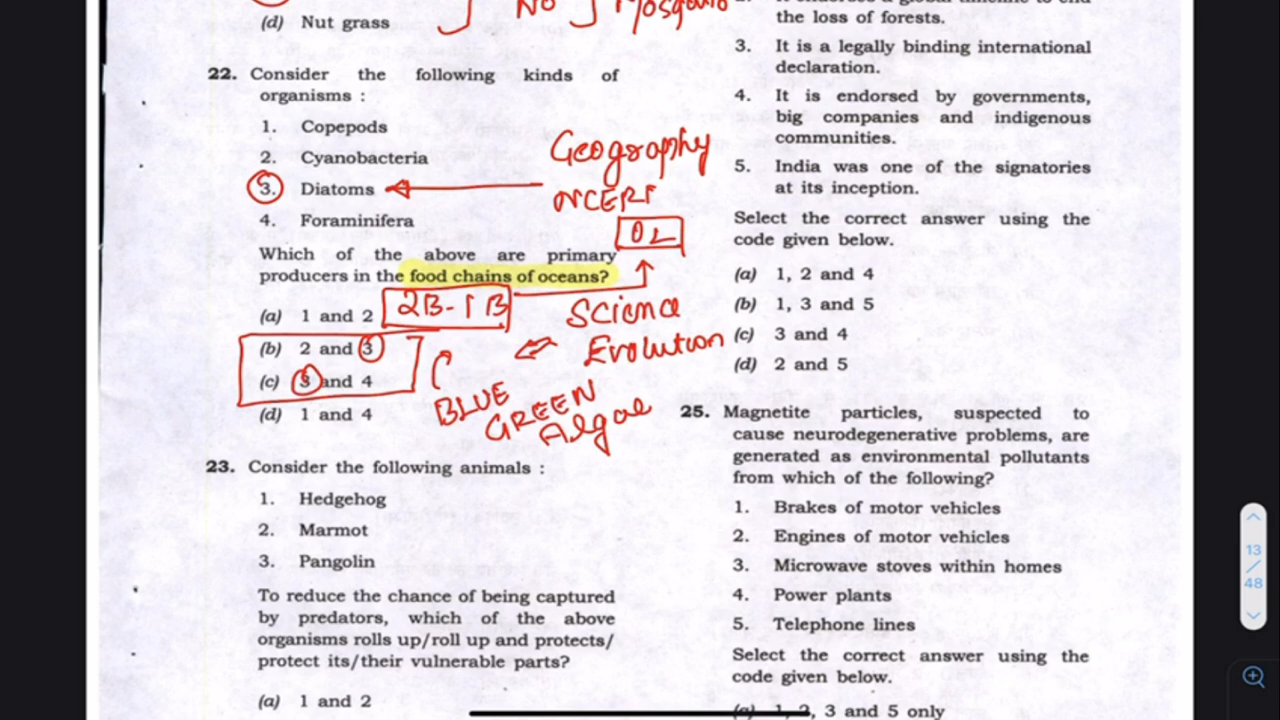 (d) Nut grass
No
22. Consider the following kinds of
organisms :
1. Copepods
2. Cyanobacteria
3. Diatoms
4. Foraminifera
Which of the above are primary
producers in the food chains of oceans?
(a) 1 and 2
(b) 2 and 3
(c) 3 and 4
(d) 1 and 4
Geography
NCERT
OL
2B-1B
Science
Evolution
BLUE
GREEN
Algae
23. Consider the following animals :
1. Hedgehog
2. Marmot
3. Pangolin
To reduce the chance of being captured
by predators, which of the above
organisms rolls up/roll up and protects/
protect its/their vulnerable parts?
(a) 1 and 2
the loss of forests.
3. It is a legally binding international
declaration.
4. It is endorsed by governments,
big companies and indigenous
communities.
5. India was one of the signatories
at its inception.
Select the correct answer using the
code given below.
(a) 1, 2 and 4
(b) 1, 3 and 5
(c) 3 and 4
(d) 2 and 5
25. Magnetite particles, suspected to
cause neurodegenerative problems, are
generated as environmental pollutants
from which of the following?
1. Brakes of motor vehicles
2. Engines of motor vehicles
3. Microwave stoves within homes
4. Power plants
5. Telephone lines
Select the correct answer using the
code given below.
(a) 1, 2, 3 and 5 only
13
/
48